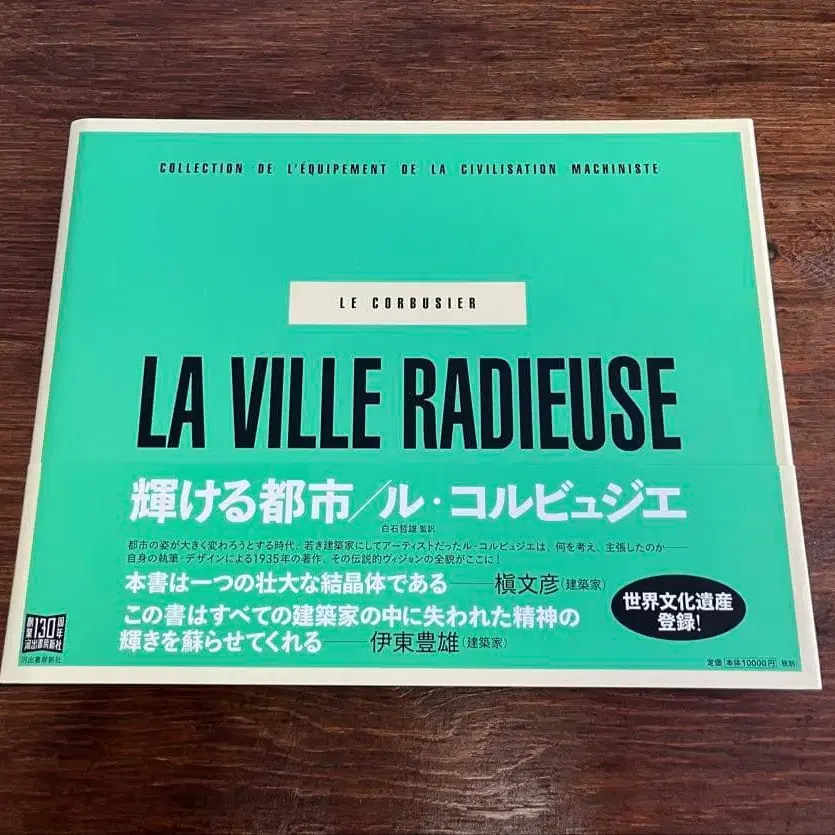 COLLECTION DE L'ÉQUIPEMENT DE LA CIVILISATION MACHINISTE
LE CORBUSIER
LA VILLE RADIEUSE
輝ける都市/ル・コルビュジエ
白石哲雄 監訳
都市の姿が大きく変わろうとする時代、若き建築家にしてアーティストだったル・コルビュジエは、何を考え、主張したのか──
自身の執筆・デザインによる1935年の著作、その伝説的ヴィジョンの全貌がここに!
本書は一つの壮大な結晶体である──槇文彦(建築家)
この書はすべての建築家の中に失われた精神の
輝きを蘇らせてくれる──伊東豊雄(建築家)
世界文化遺産
登録!
創業130周年
河出書房新社
河出書房新社
定価 本体10000円(税別)